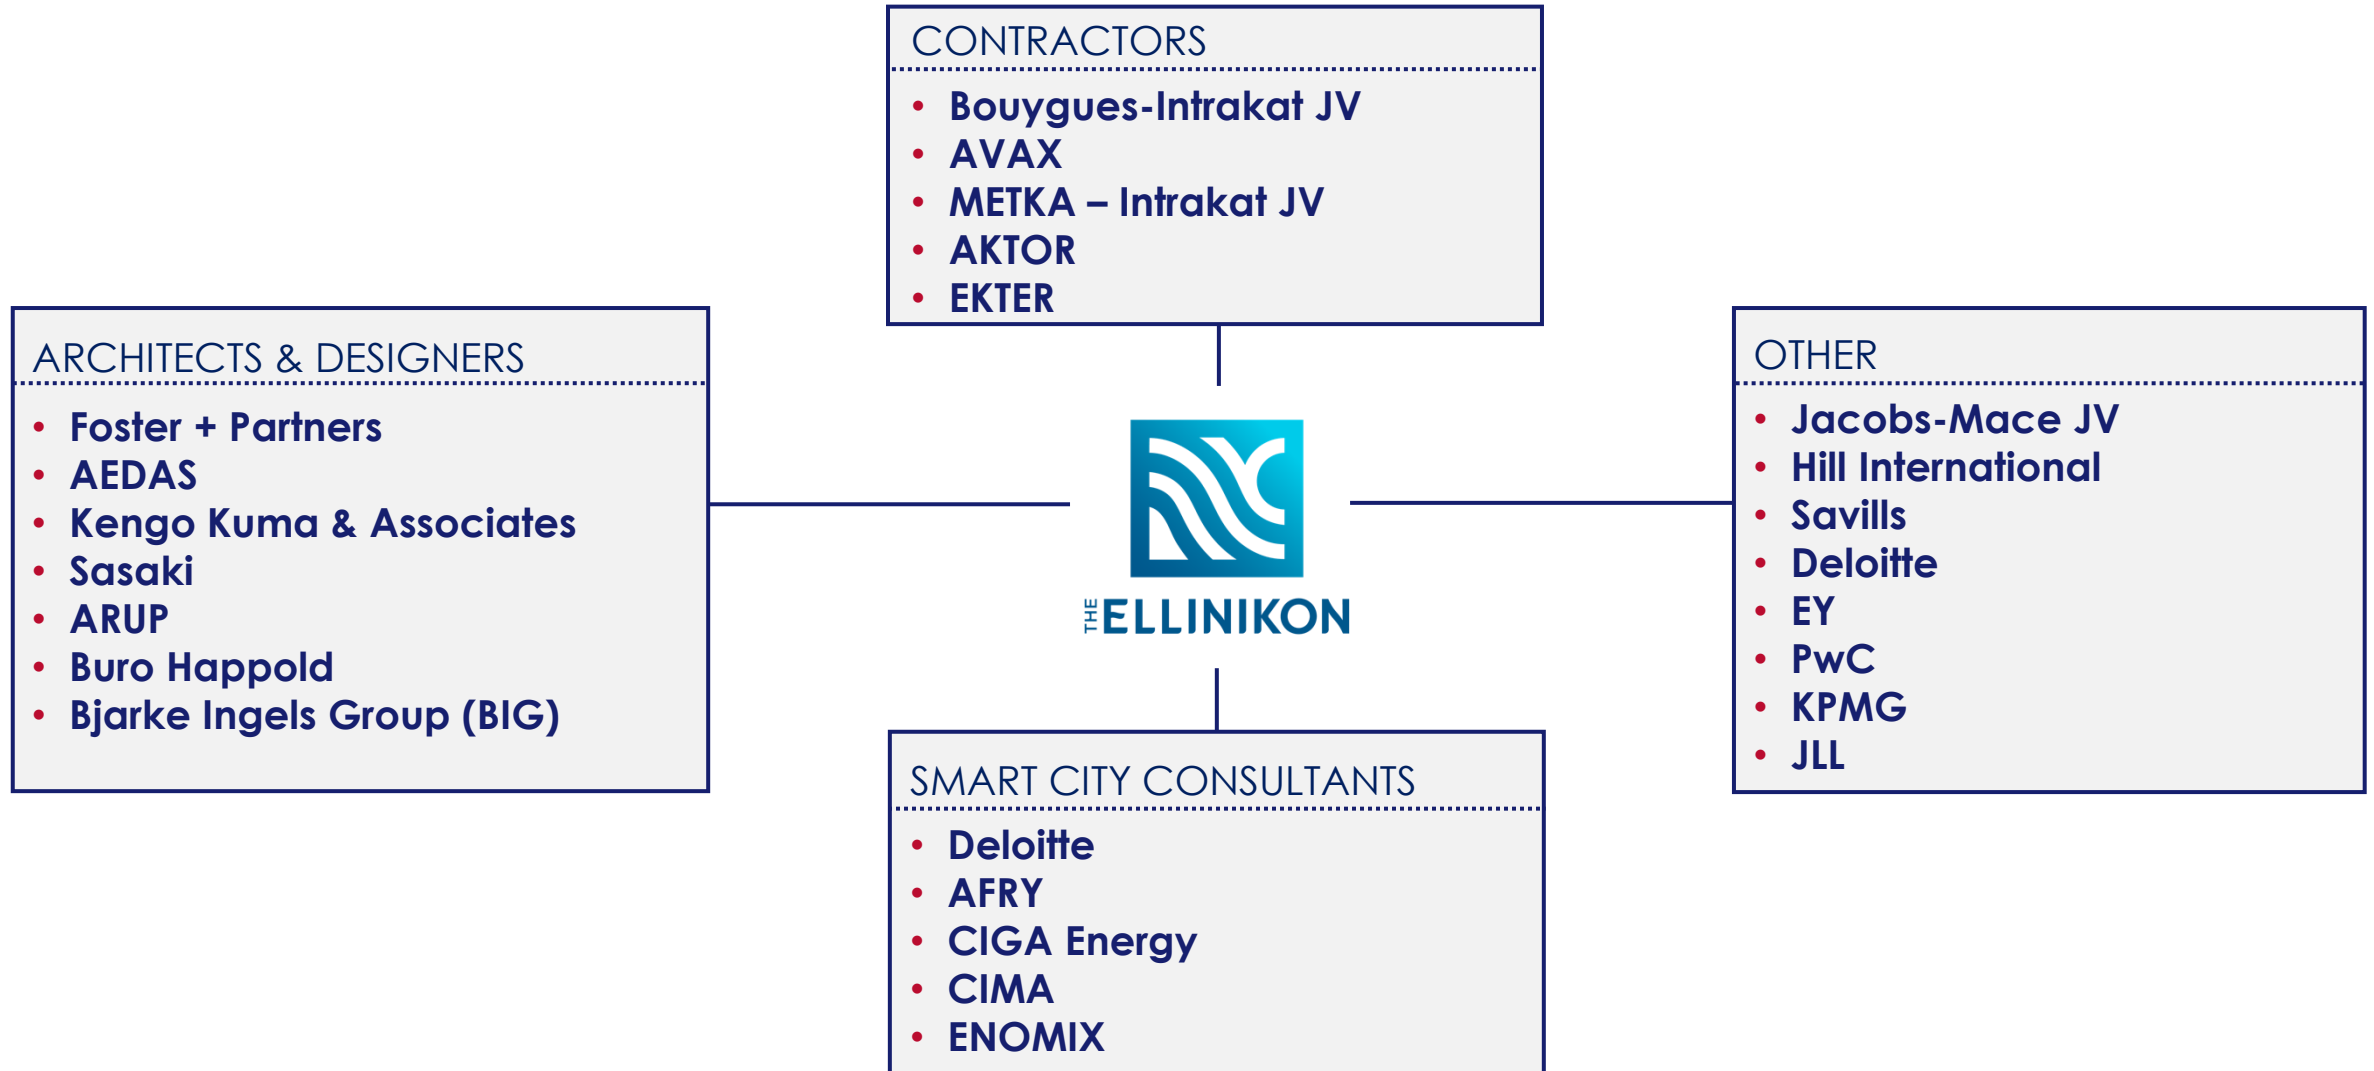 CONTRACTORS
• Bouygues-Intrakat JV
• AVAX
• METKA – Intrakat JV
• AKTOR
• EKTER
ARCHITECTS & DESIGNERS
• Foster + Partners
• AEDAS
• Kengo Kuma & Associates
• Sasaki
• ARUP
• Buro Happold
• Bjarke Ingels Group (BIG)
THE ELLINIKON
OTHER
• Jacobs-Mace JV
• Hill International
• Savills
• Deloitte
• EY
• PwC
• KPMG
• JLL
SMART CITY CONSULTANTS
• Deloitte
• AFRY
• CIGA Energy
• CIMA
• ENOMIX